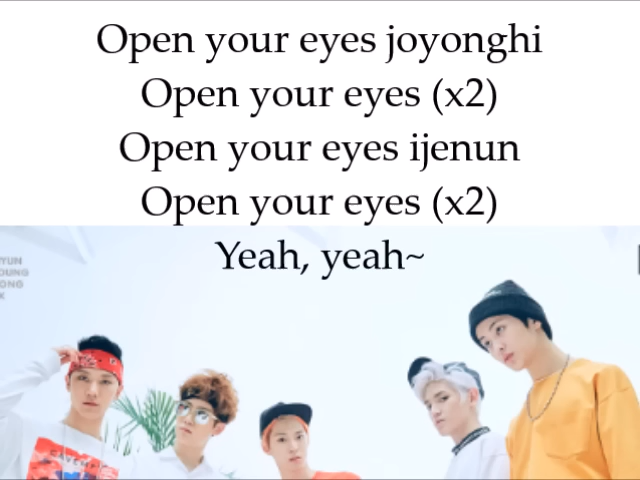 Open your eyes joyonghi
Open your eyes (x2)
Open your eyes ijenun
Open your eyes (x2)
Yeah, yeah~